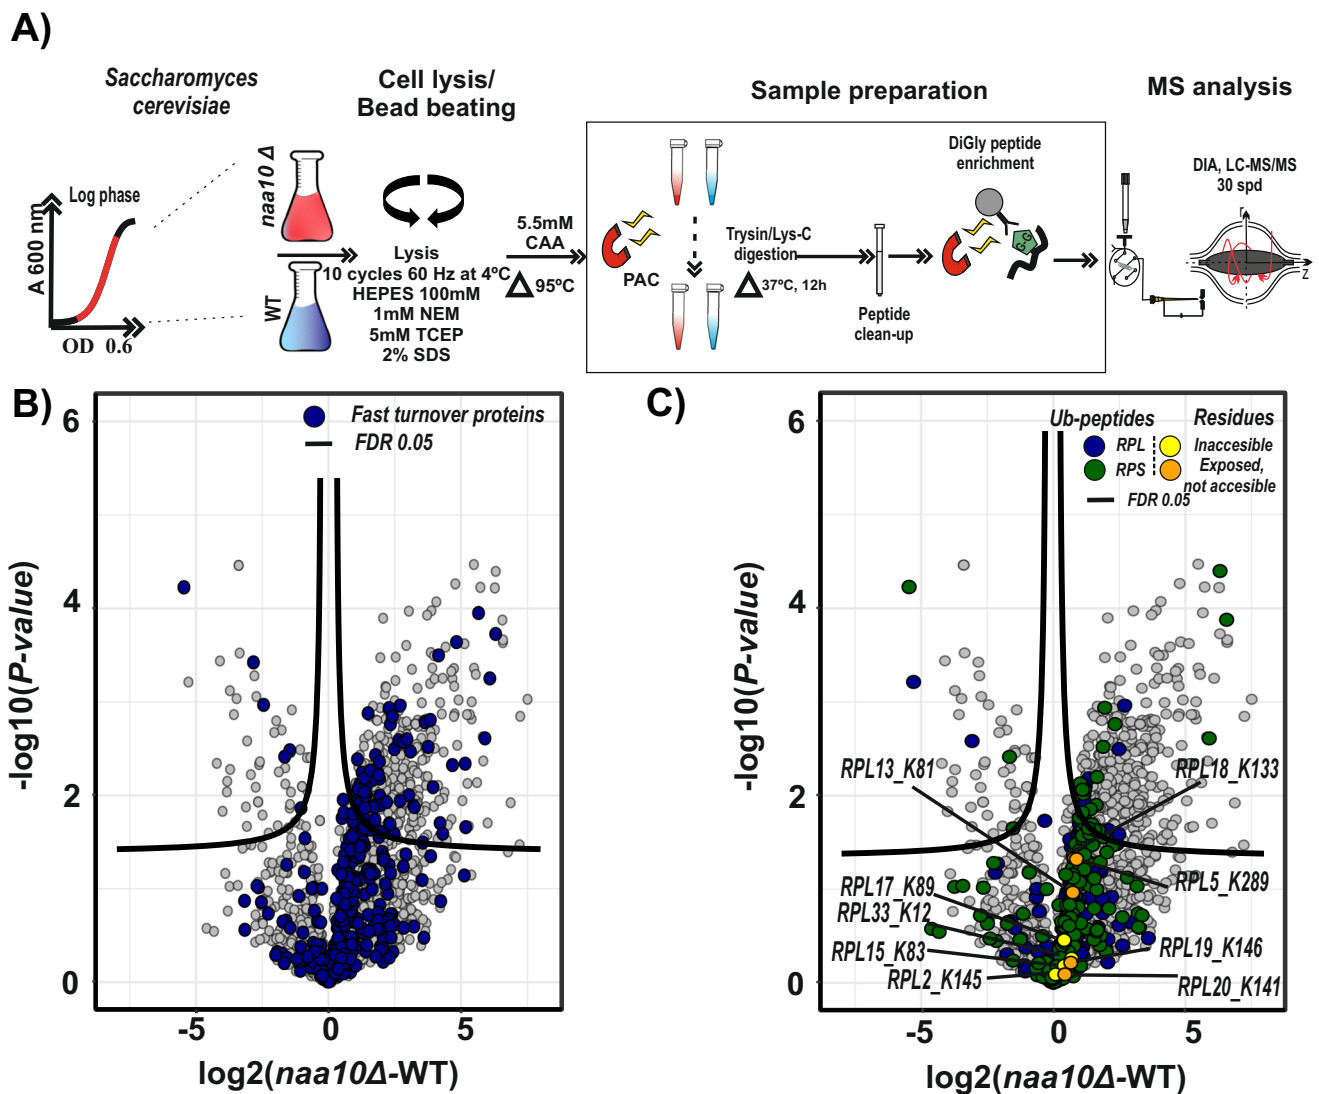 A)
Saccharomyces
cerevisiae
Cell lysis/
Bead beating
Sample preparation
MS analysis
Log phase
A 600 nm
OD 0.6
naa10 Δ
WT
Lysis
10 cycles 60 Hz at 4ºC
HEPES 100mM
1mM NEM
5mM TCEP
2% SDS
5.5mM
CAA
95ºC
PAC
Trysin/Lys-C
digestion
37ºC, 12h
Peptide
clean-up
DiGly peptide
enrichment
G-G
DIA, LC-MS/MS
30 spd
r
z
B)
Fast turnover proteins
FDR 0.05
6
4
2
0
-5
0
5
-log10(P-value)
log2(naa10Δ-WT)
C)
Ub-peptides
Residues
RPL
Inaccesible
RPS
Exposed,
not accesible
FDR 0.05
6
4
2
0
-5
0
5
-log10(P-value)
log2(naa10Δ-WT)
RPL13_K81
RPL18_K133
RPL17_K89
RPL5_K289
RPL33_K12
RPL15_K83
RPL19_K146
RPL2_K145
RPL20_K141